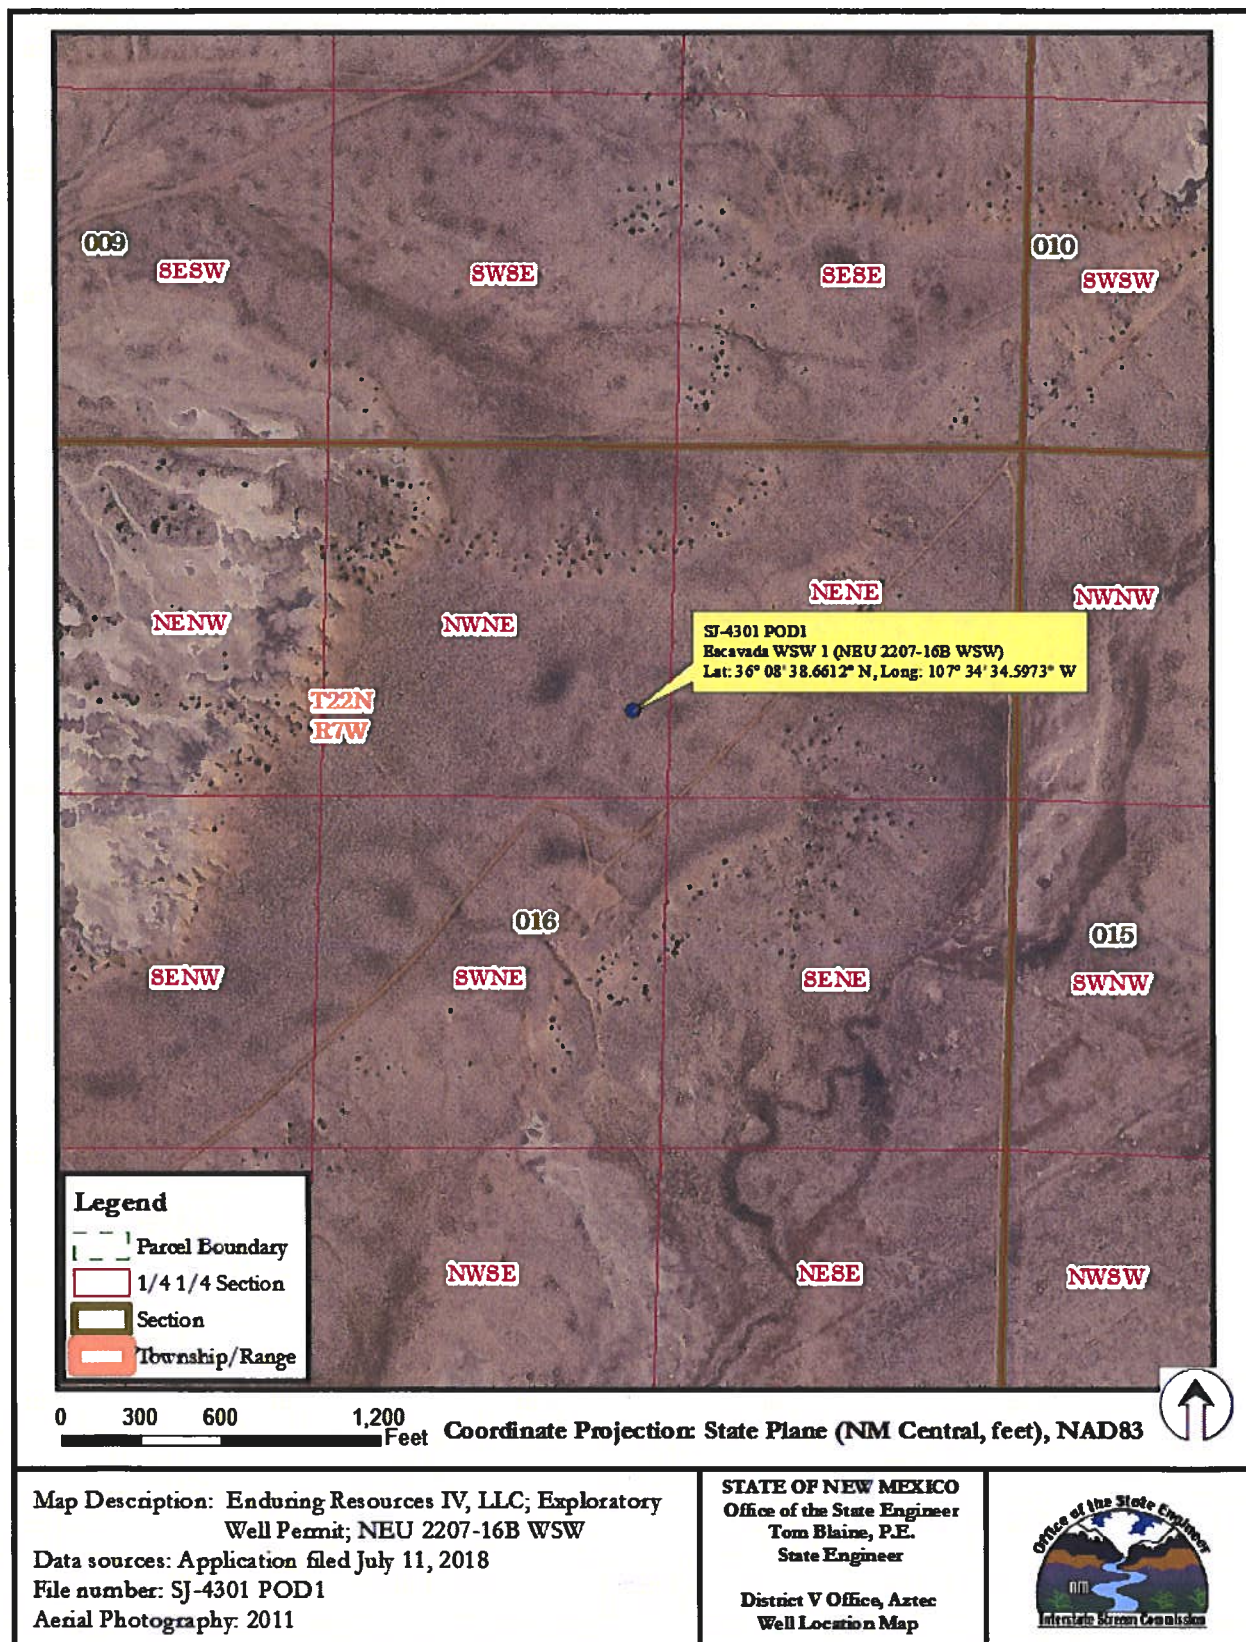 009
SESW
SWSE
SESE
010
SWSW
NENW
NWNE
NENE
NWNW
SJ-4301 POD1
Escavada WSW 1 (NEU 2207-16B WSW)
Lat: 36° 08' 38.6612" N, Long: 107° 34' 34.5973" W
T22N
R7W
016
015
SENW
SWNE
SENE
SWNW
NWSE
NESE
NWSW
Legend
Parcel Boundary
1/4 1/4 Section
Section
Township/Range
0 300 600 1,200
Feet
Coordinate Projection: State Plane (NM Central, feet), NAD83
Map Description: Enduring Resources IV, LLC; Exploratory
Well Permit; NEU 2207-16B WSW
Data sources: Application filed July 11, 2018
File number: SJ-4301 POD1
Aerial Photography: 2011
STATE OF NEW MEXICO
Office of the State Engineer
Tom Blaine, P.E.
State Engineer
District V Office, Aztec
Well Location Map
Office of the State Engineer
nm
Interstate Stream Commission